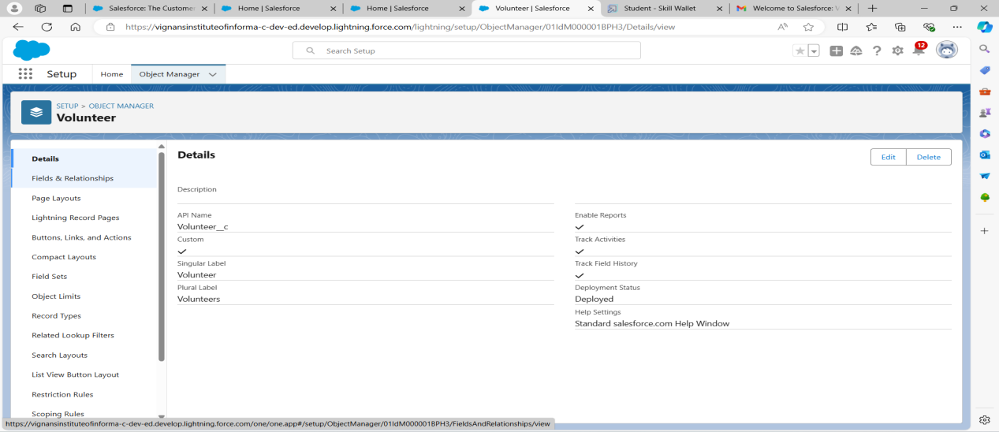 Salesforce: The Customer
Home | Salesforce
Home | Salesforce
Volunteer | Salesforce
Student - Skill Wallet
Welcome to Salesforce: V
https://vignansinstituteofinforma-c-dev-ed.develop.lightning.force.com/lightning/setup/ObjectManager/01IdM000001BPH3/Details/view
Search Setup
12
Setup
Home
Object Manager
SETUP > OBJECT MANAGER
Volunteer
Details
Fields & Relationships
Page Layouts
Lightning Record Pages
Buttons, Links, and Actions
Compact Layouts
Field Sets
Object Limits
Record Types
Related Lookup Filters
Search Layouts
List View Button Layout
Restriction Rules
Scoping Rules
Details
Edit
Delete
Description
API Name
Volunteer__c
Custom
Singular Label
Volunteer
Plural Label
Volunteers
Enable Reports
Track Activities
Track Field History
Deployment Status
Deployed
Help Settings
Standard salesforce.com Help Window
https://vignansinstituteofinforma-c-dev-ed.develop.lightning.force.com/one/one.app#/setup/ObjectManager/01IdM000001BPH3/FieldsAndRelationships/view